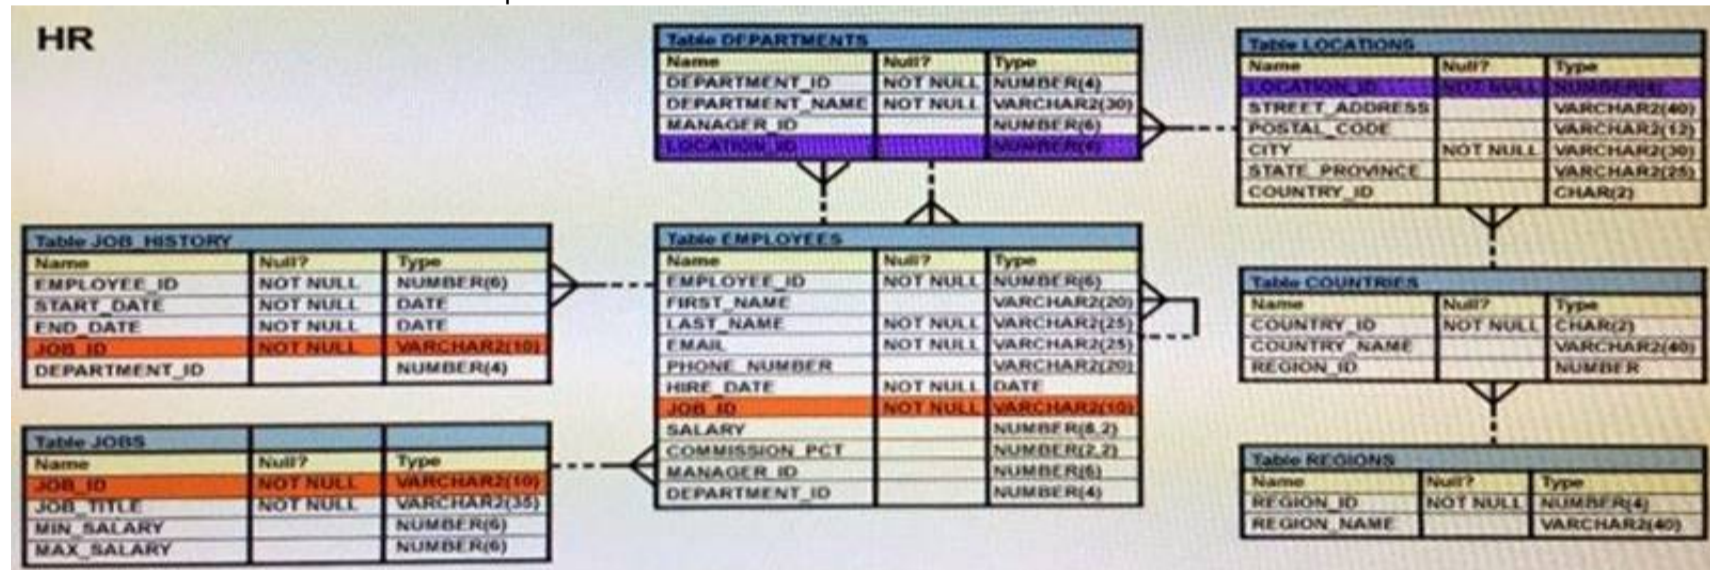 HR
Table DEPARTMENTS
Name Null? Type
DEPARTMENT_ID NOT NULL NUMBER(4)
DEPARTMENT_NAME NOT NULL VARCHAR2(30)
MANAGER_ID NUMBER(6)
LOCATION_ID NUMBER(4)
Table LOCATIONS
Name Null? Type
LOCATION_ID NOT NULL NUMBER(4)
STREET_ADDRESS VARCHAR2(40)
POSTAL_CODE VARCHAR2(12)
CITY NOT NULL VARCHAR2(30)
STATE_PROVINCE VARCHAR2(25)
COUNTRY_ID CHAR(2)
Table JOB_HISTORY
Name Null? Type
EMPLOYEE_ID NOT NULL NUMBER(6)
START_DATE NOT NULL DATE
END_DATE NOT NULL DATE
JOB_ID NOT NULL VARCHAR2(10)
DEPARTMENT_ID NUMBER(4)
Table EMPLOYEES
Name Null? Type
EMPLOYEE_ID NOT NULL NUMBER(6)
FIRST_NAME VARCHAR2(20)
LAST_NAME NOT NULL VARCHAR2(25)
EMAIL NOT NULL VARCHAR2(25)
PHONE_NUMBER VARCHAR2(20)
HIRE_DATE NOT NULL DATE
JOB_ID NOT NULL VARCHAR2(10)
SALARY NUMBER(8,2)
COMMISSION_PCT NUMBER(2,2)
MANAGER_ID NUMBER(6)
DEPARTMENT_ID NUMBER(4)
Table COUNTRIES
Name Null? Type
COUNTRY_ID NOT NULL CHAR(2)
COUNTRY_NAME VARCHAR2(40)
REGION_ID NUMBER
Table JOBS
Name Null? Type
JOB_ID NOT NULL VARCHAR2(10)
JOB_TITLE NOT NULL VARCHAR2(35)
MIN_SALARY NUMBER(6)
MAX_SALARY NUMBER(6)
Table REGIONS
Name Null? Type
REGION_ID NOT NULL NUMBER(4)
REGION_NAME VARCHAR2(40)